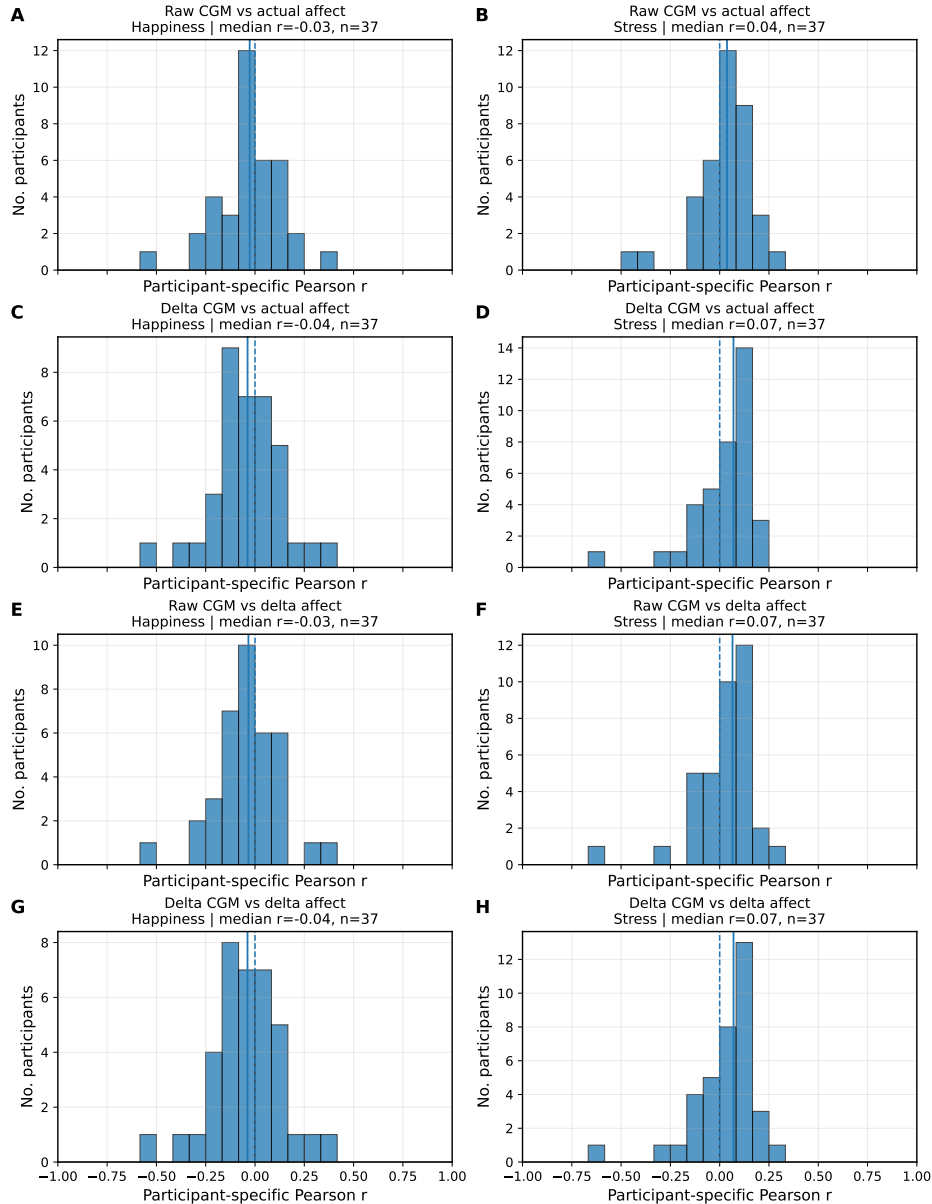 A
Raw CGM vs actual affect
Happiness | median r=-0.03, n=37
No. participants
12
10
8
6
4
2
0
Participant-specific Pearson r
B
Raw CGM vs actual affect
Stress | median r=0.04, n=37
No. participants
12
10
8
6
4
2
0
Participant-specific Pearson r
C
Delta CGM vs actual affect
Happiness | median r=-0.04, n=37
No. participants
8
6
4
2
0
Participant-specific Pearson r
D
Delta CGM vs actual affect
Stress | median r=0.07, n=37
No. participants
14
12
10
8
6
4
2
0
Participant-specific Pearson r
E
Raw CGM vs delta affect
Happiness | median r=-0.03, n=37
No. participants
10
8
6
4
2
0
Participant-specific Pearson r
F
Raw CGM vs delta affect
Stress | median r=0.07, n=37
No. participants
12
10
8
6
4
2
0
Participant-specific Pearson r
G
Delta CGM vs delta affect
Happiness | median r=-0.04, n=37
No. participants
8
6
4
2
0
−1.00 −0.75 −0.50 −0.25 0.00 0.25 0.50 0.75 1.00
Participant-specific Pearson r
H
Delta CGM vs delta affect
Stress | median r=0.07, n=37
No. participants
12
10
8
6
4
2
0
−1.00 −0.75 −0.50 −0.25 0.00 0.25 0.50 0.75 1.00
Participant-specific Pearson r